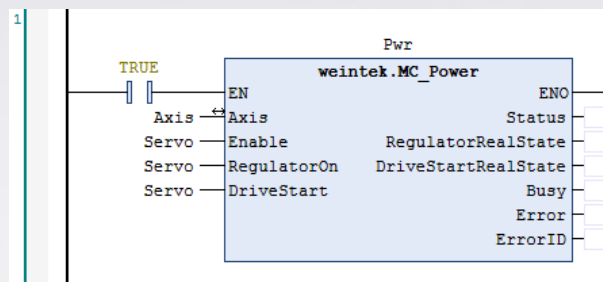 1
Pwr
TRUE
weintek.MC_Power
EN ENO
Axis Axis Status
Servo Enable RegulatorRealState
Servo RegulatorOn DriveStartRealState
Servo DriveStart Busy
Error
ErrorID